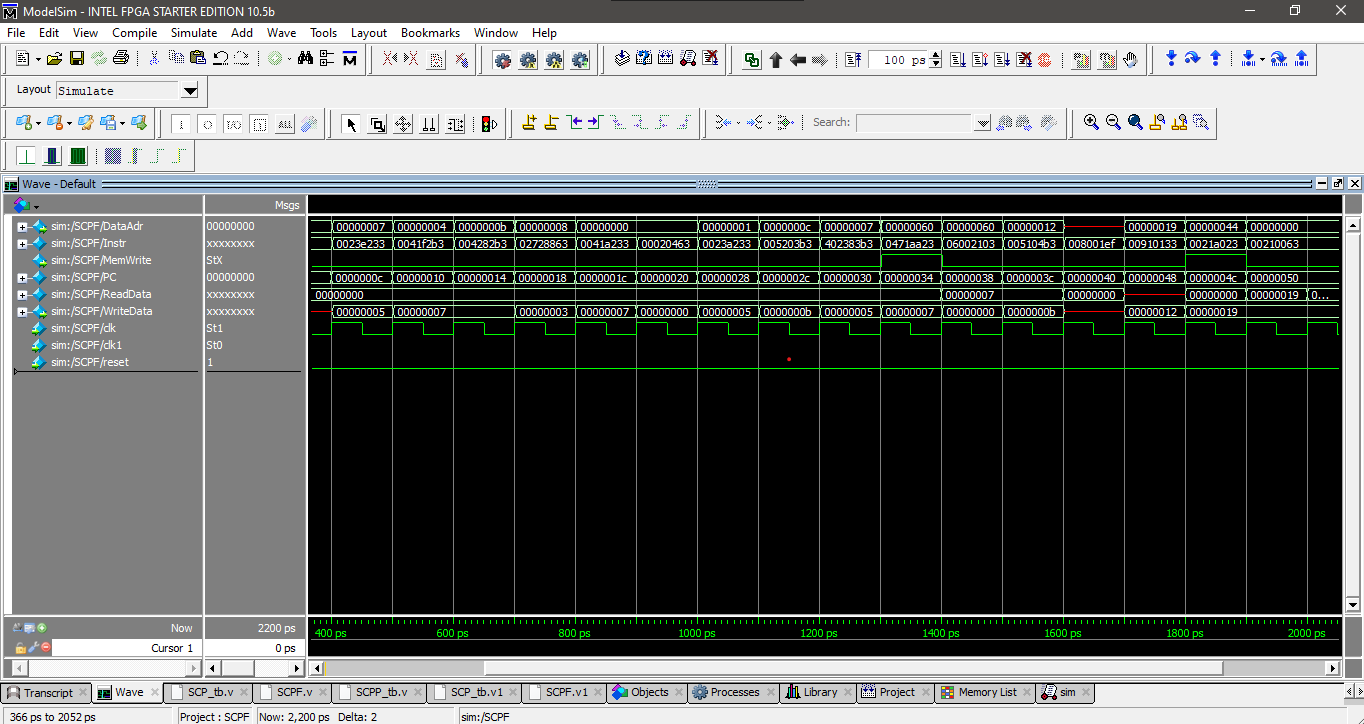 ModelSim - INTEL FPGA STARTER EDITION 10.5b
File Edit View Compile Simulate Add Wave Tools Layout Bookmarks Window Help
100 ps
Layout Simulate
Search:
Wave - Default
Msgs
sim:/SCPF/DataAdr 00000000 00000007 00000004 0000000b 00000008 00000000 00000001 0000000c 00000007 00000060 00000060 00000012 00000019 00000044 00000000
sim:/SCPF/Instr xxxxxxxx 0023e233 0041f2b3 004282b3 02728863 0041a233 00020463 0023a233 005203b3 402383b3 0471aa23 06002103 005104b3 008001ef 00910133 0021a023 00210063
sim:/SCPF/MemWrite StX
sim:/SCPF/PC 00000000 0000000c 00000010 00000014 00000018 0000001c 00000020 00000028 0000002c 00000030 00000034 00000038 0000003c 00000040 00000048 0000004c 00000050
sim:/SCPF/ReadData xxxxxxxx 00000000 00000007 00000000 00000000 00000019 0...
sim:/SCPF/WriteData xxxxxxxx 00000005 00000007 00000003 00000007 00000000 00000005 0000000b 00000005 00000007 00000000 0000000b 00000012 00000019
sim:/SCPF/clk St1
sim:/SCPF/clk1 St0
sim:/SCPF/reset 1
Now 2200 ps 400 ps 600 ps 800 ps 1000 ps 1200 ps 1400 ps 1600 ps 1800 ps 2000 ps
Cursor 1 0 ps
Transcript Wave SCP_tb.v SCPF.v SCPP_tb.v SCP_tb.v1 SCPF.v1 Objects Processes Library Project Memory List sim
366 ps to 2052 ps Project : SCPF Now: 2,200 ps Delta: 2 sim:/SCPF